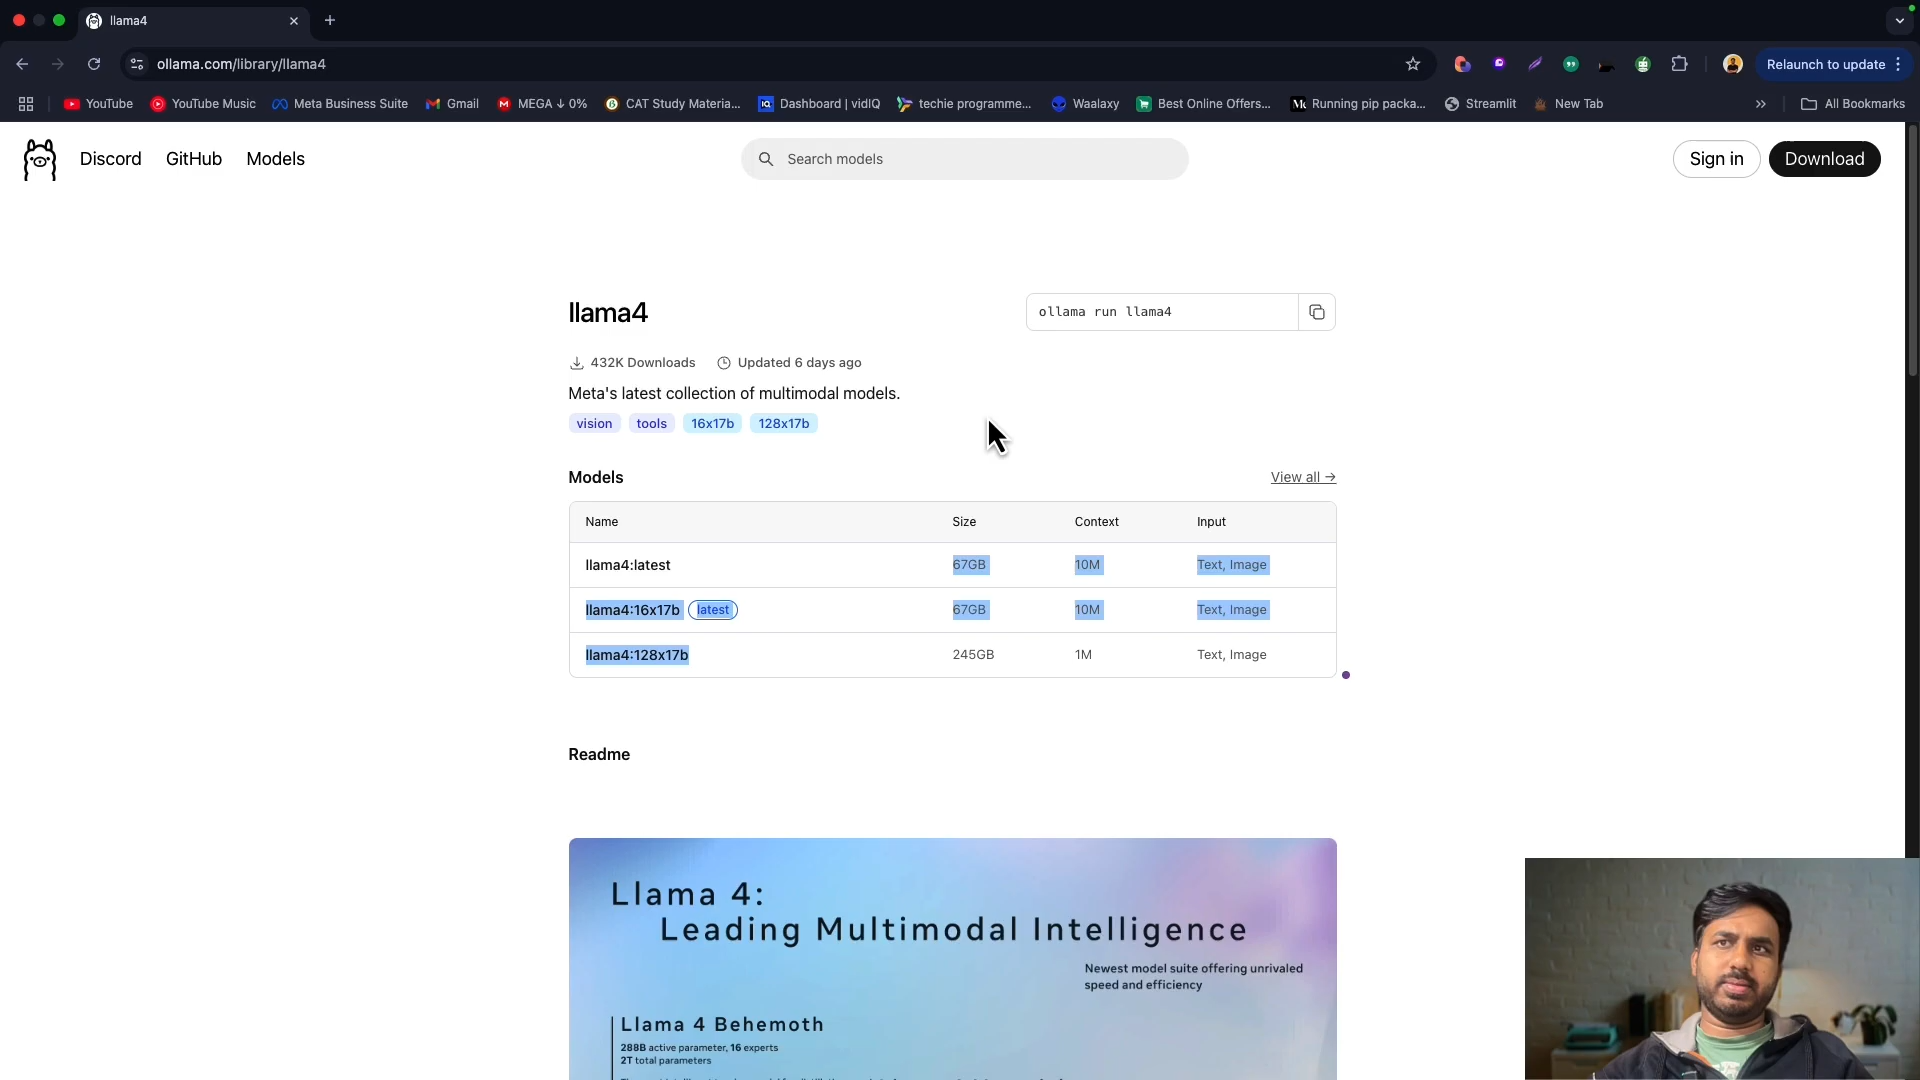 llama4
ollama.com/library/llama4
Relaunch to update
YouTube YouTube Music Meta Business Suite Gmail MEGA ↓ 0% CAT Study Materia... Dashboard | vidIQ techie programme... Waalaxy Best Online Offers... Running pip packa... Streamlit New Tab » All Bookmarks
Discord GitHub Models Search models Sign in Download
llama4 ollama run llama4
432K Downloads Updated 6 days ago
Meta's latest collection of multimodal models.
vision tools 16x17b 128x17b
Models View all →
Name Size Context Input
llama4:latest 67GB 10M Text, Image
llama4:16x17b latest 67GB 10M Text, Image
llama4:128x17b 245GB 1M Text, Image
Readme
Llama 4:
Leading Multimodal Intelligence
Newest model suite offering unrivaled
speed and efficiency
Llama 4 Behemoth
288B active parameter, 16 experts
2T total parameters